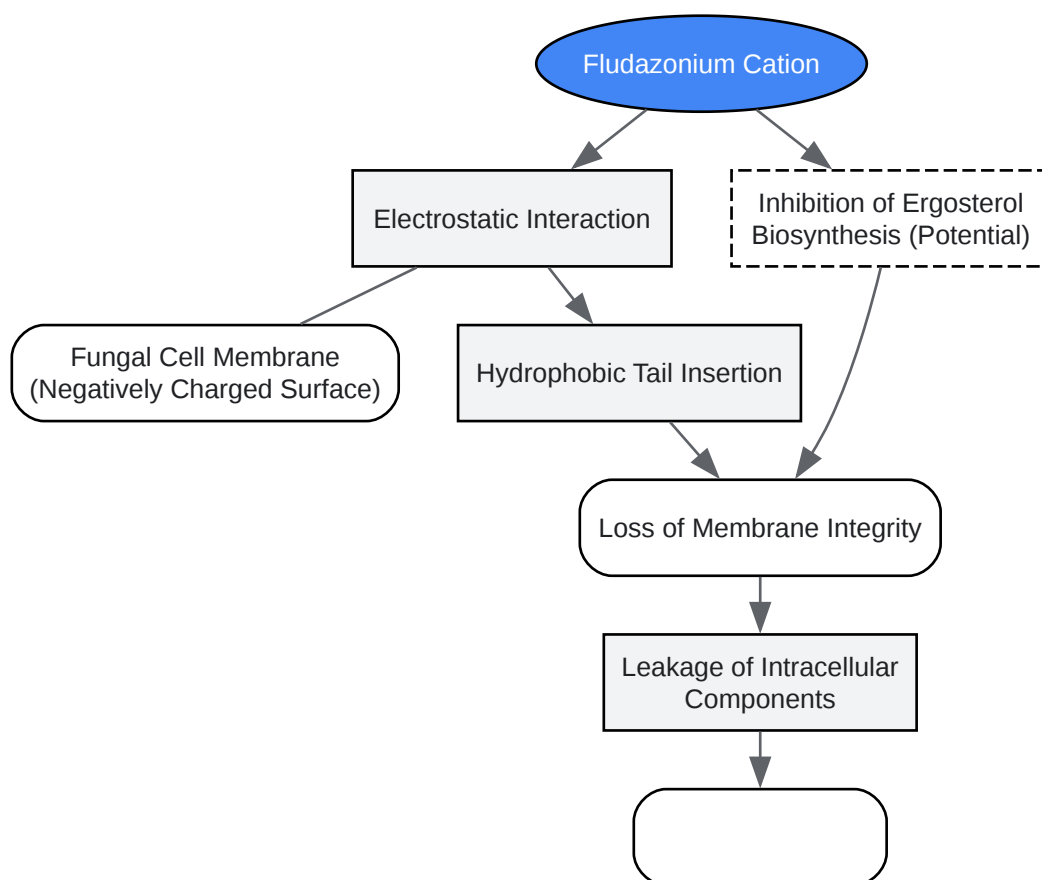 Fludazonium Cation
Electrostatic Interaction
Inhibition of Ergosterol
Biosynthesis (Potential)
Fungal Cell Membrane
(Negatively Charged Surface)
Hydrophobic Tail Insertion
Loss of Membrane Integrity
Leakage of Intracellular
Components